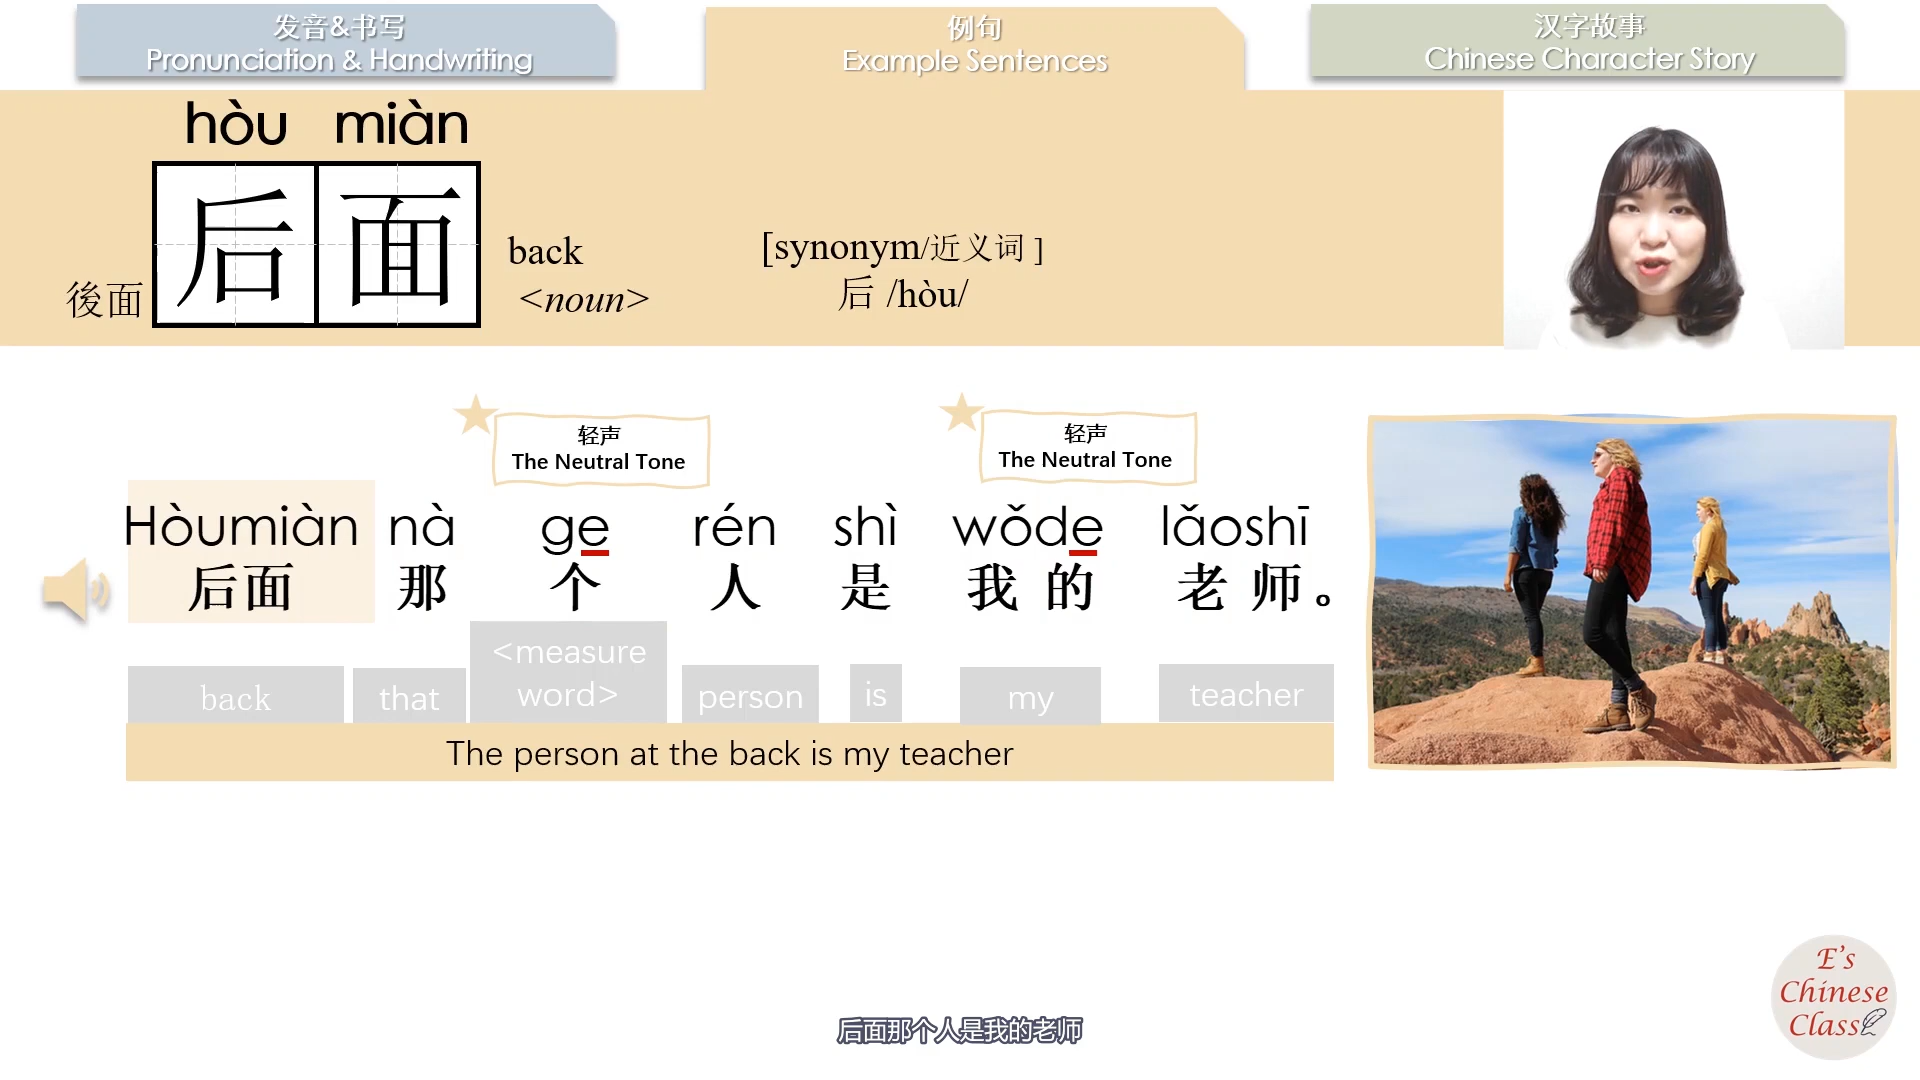 发音&书写
Pronunciation & Handwriting
例句
Example Sentences
汉字故事
Chinese Character Story
hòu miàn
後面
后面
back
<noun>
[synonym/近义词 ]
后 /hòu/
轻声
The Neutral Tone
轻声
The Neutral Tone
Hòumiàn nà ge rén shì wǒde lǎoshī
后面 那 个 人 是 我的 老师。
back that <measure word> person is my teacher
The person at the back is my teacher
E's
Chinese
Class
后面那个人是我的老师